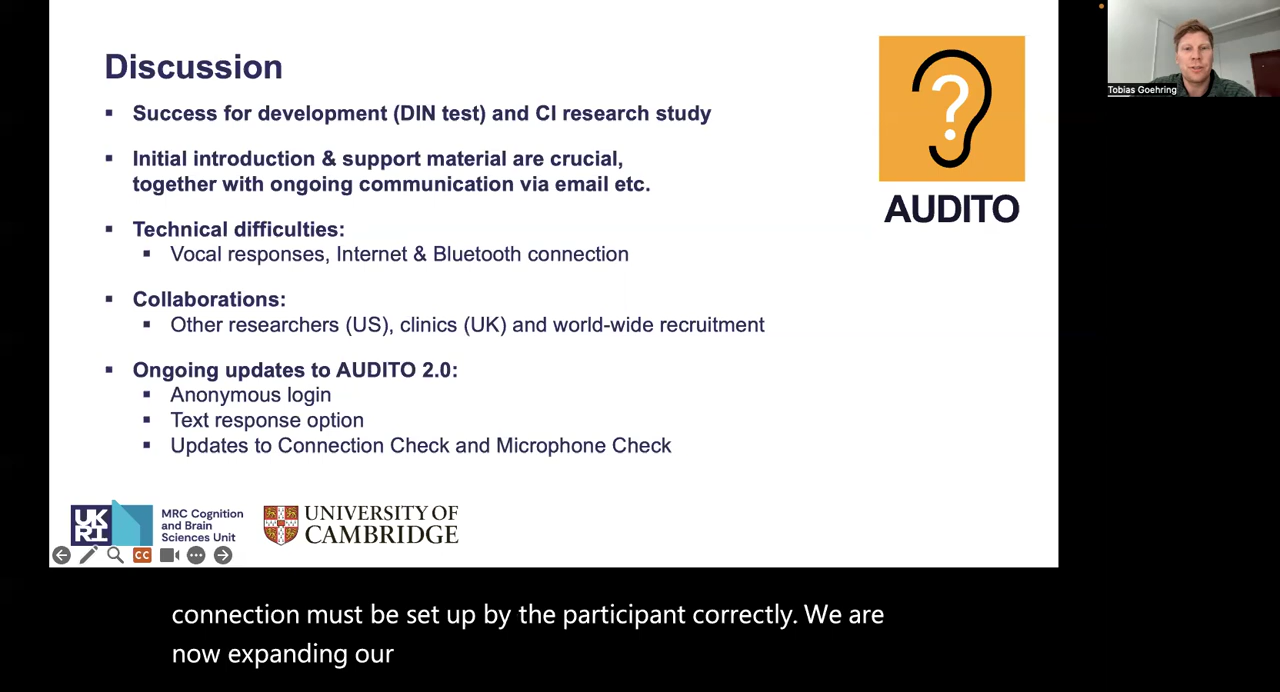 Discussion
Success for development (DIN test) and CI research study
Initial introduction & support material are crucial,
together with ongoing communication via email etc.
Technical difficulties:
Vocal responses, Internet & Bluetooth connection
Collaborations:
Other researchers (US), clinics (UK) and world-wide recruitment
Ongoing updates to AUDITO 2.0:
Anonymous login
Text response option
Updates to Connection Check and Microphone Check
?
AUDITO
Tobias Goehring
UK
RI
MRC Cognition
and Brain
Sciences Unit
UNIVERSITY OF
CAMBRIDGE
CC
connection must be set up by the participant correctly. We are
now expanding our